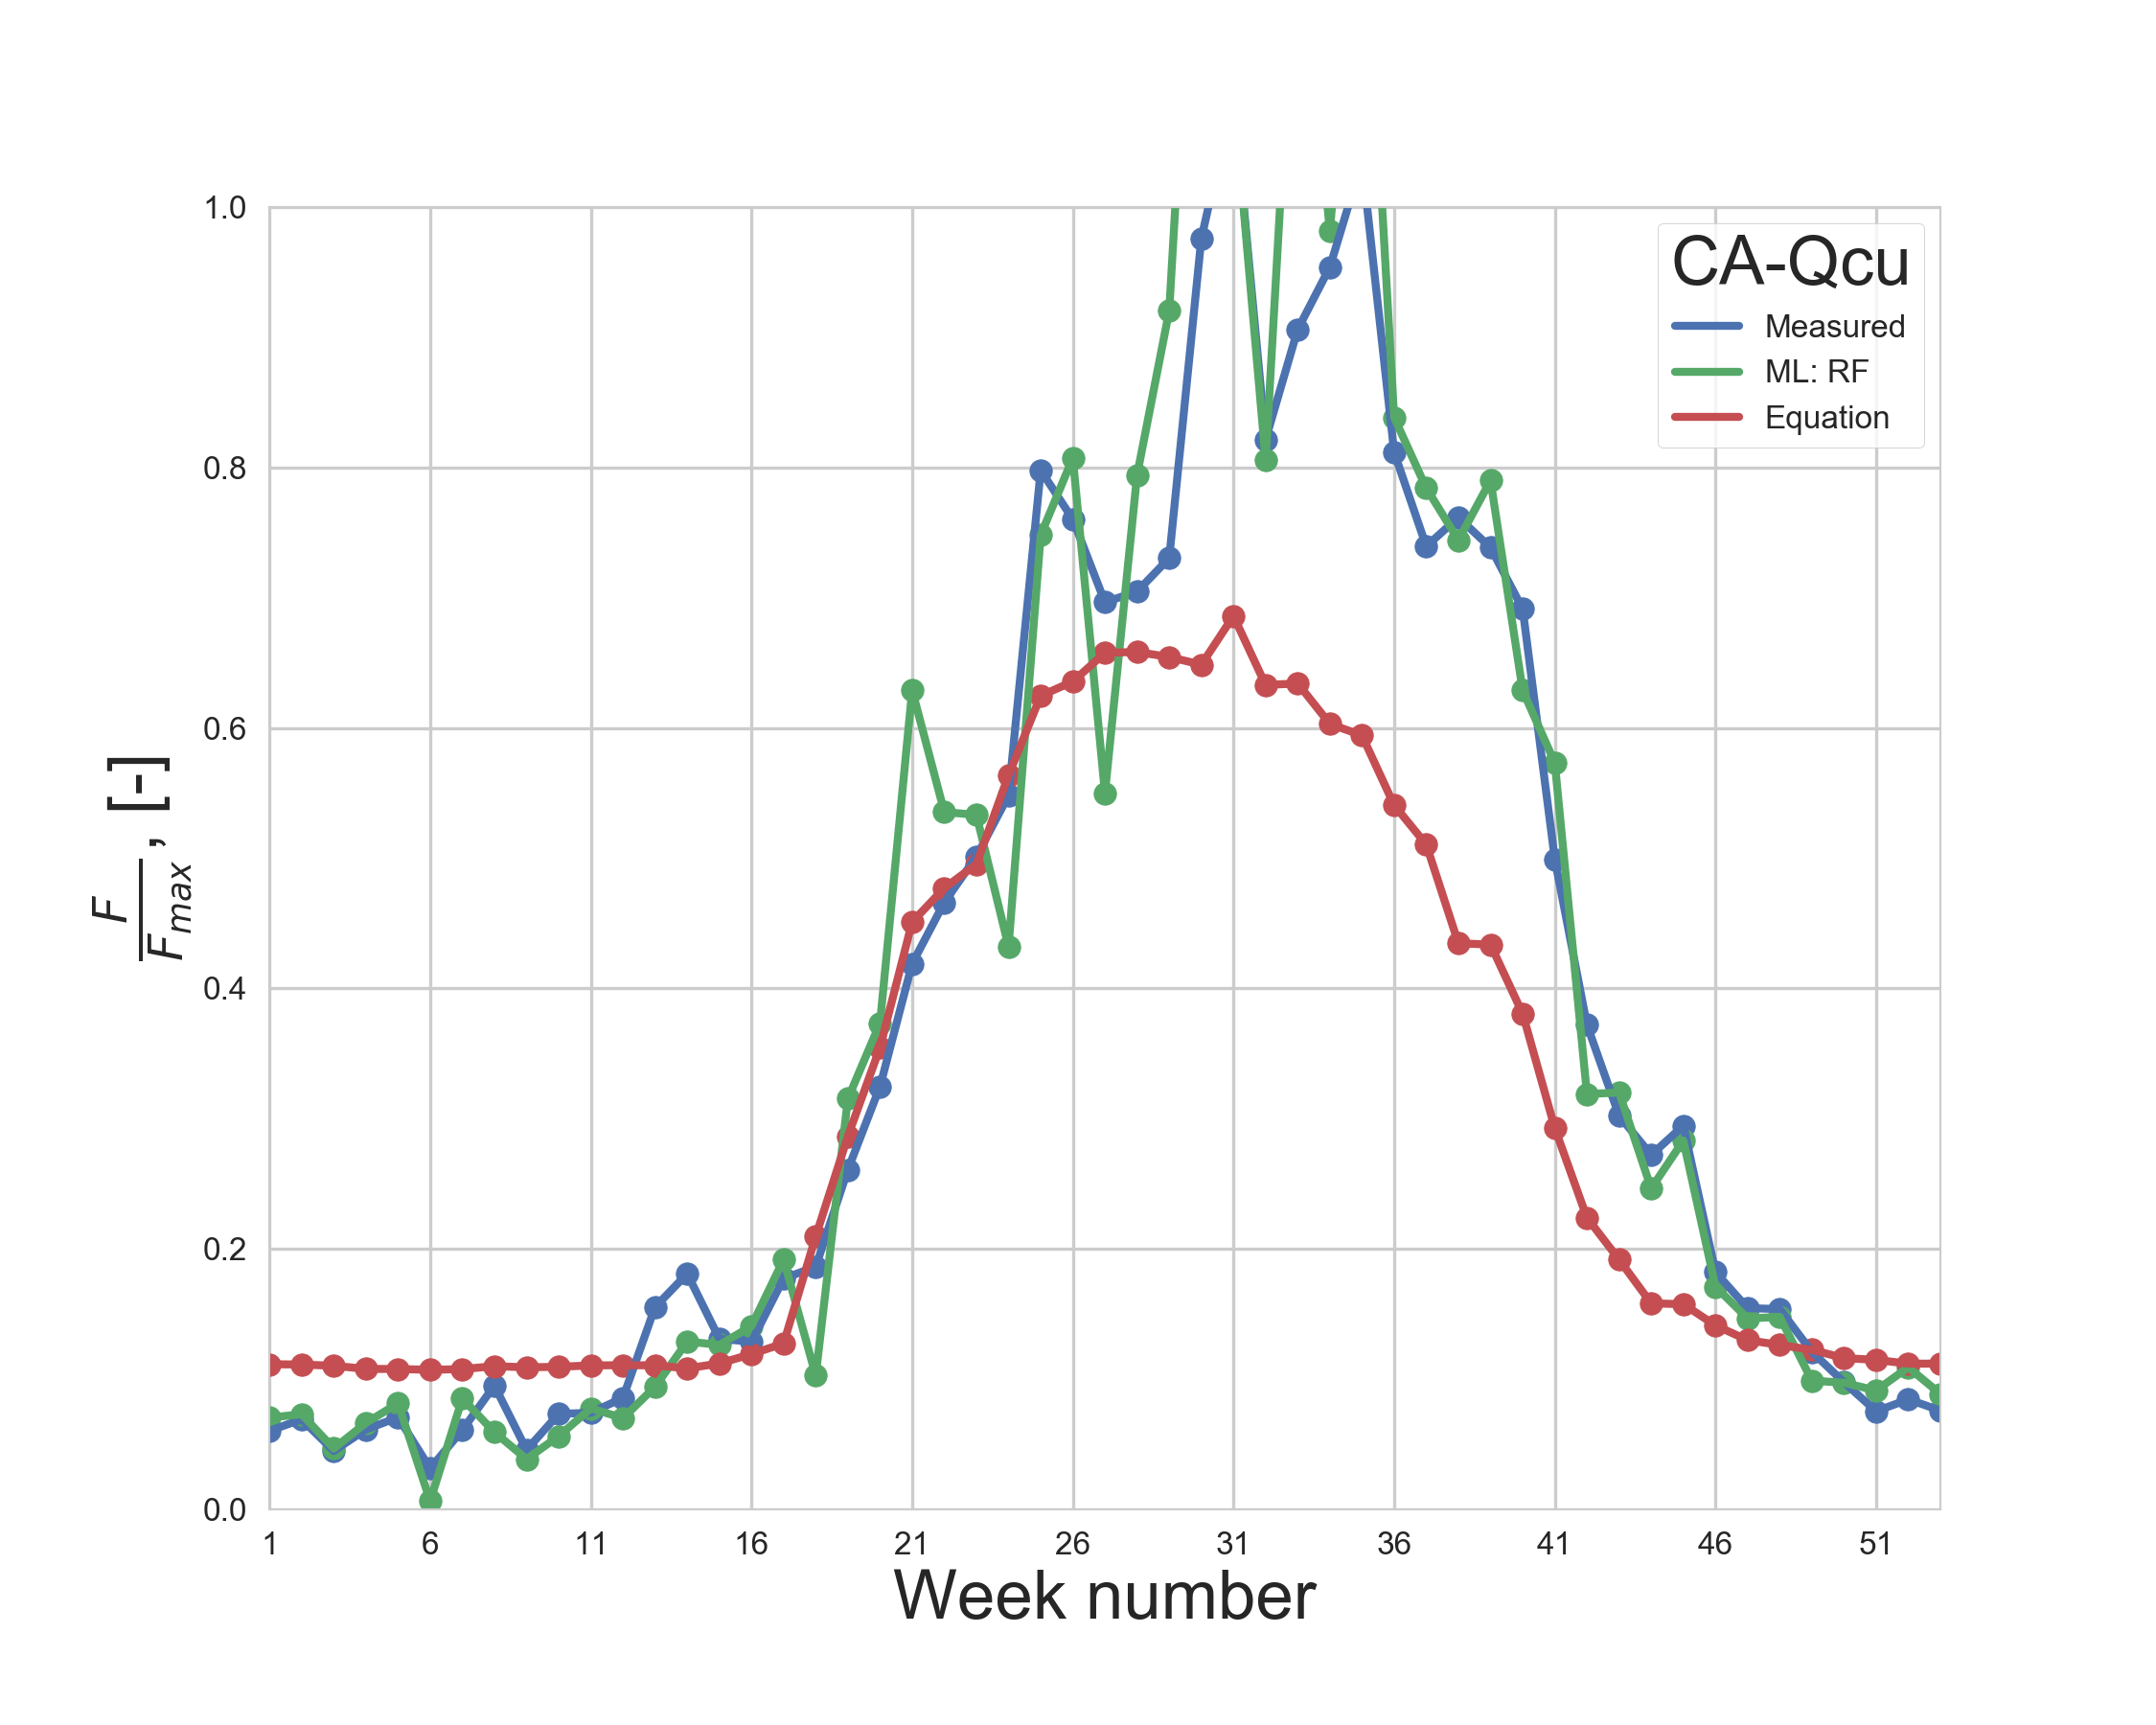 1.0
0.8
0.6
0.4
0.2
0.0
F
Fmax
, [-]
CA-Qcu
Measured
ML: RF
Equation
1 6 11 16 21 26 31 36 41 46 51
Week number